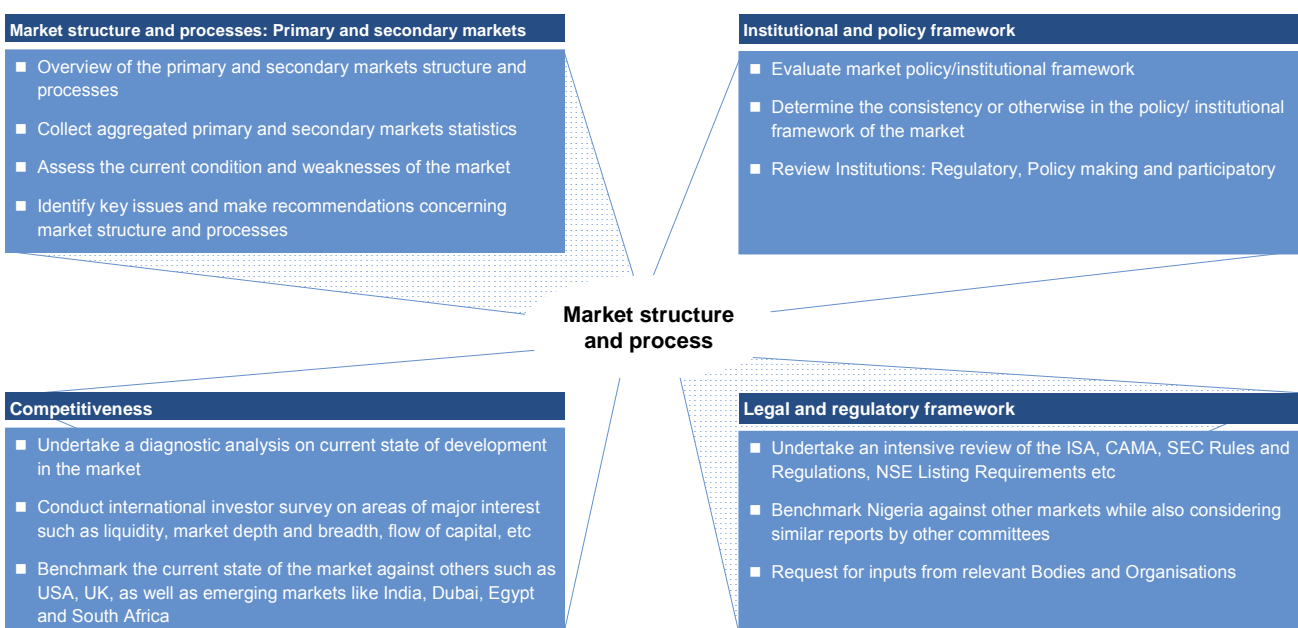 Market structure and processes: Primary and secondary markets
■ Overview of the primary and secondary markets structure and
processes
■ Collect aggregated primary and secondary markets statistics
■ Assess the current condition and weaknesses of the market
■ Identify key issues and make recommendations concerning
market structure and processes
Institutional and policy framework
■ Evaluate market policy/institutional framework
■ Determine the consistency or otherwise in the policy/ institutional
framework of the market
■ Review Institutions: Regulatory, Policy making and participatory
Market structure
and process
Competitiveness
■ Undertake a diagnostic analysis on current state of development
in the market
■ Conduct international investor survey on areas of major interest
such as liquidity, market depth and breadth, flow of capital, etc
■ Benchmark the current state of the market against others such as
USA, UK, as well as emerging markets like India, Dubai, Egypt
and South Africa
Legal and regulatory framework
■ Undertake an intensive review of the ISA, CAMA, SEC Rules and
Regulations, NSE Listing Requirements etc
■ Benchmark Nigeria against other markets while also considering
similar reports by other committees
■ Request for inputs from relevant Bodies and Organisations